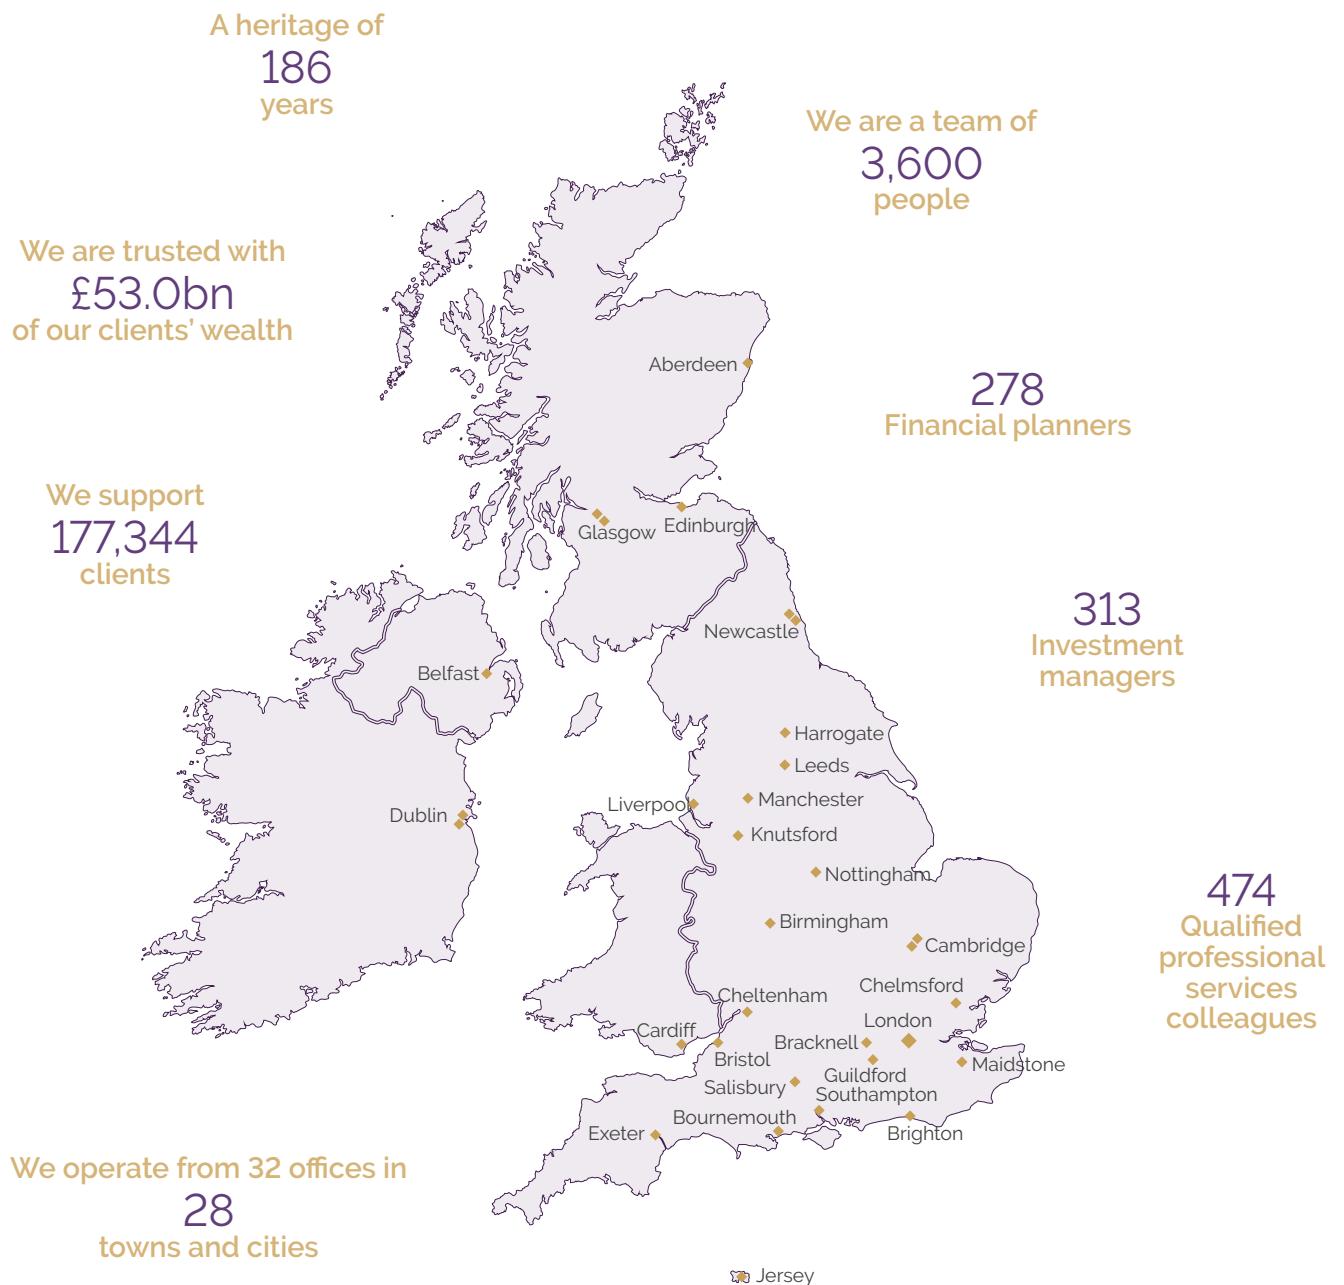 A heritage of
186
years
We are a team of
3,600
people
We are trusted with
£53.0bn
of our clients’ wealth
278
Financial planners
We support
177,344
clients
313
Investment
managers
474
Qualified
professional
services
colleagues
We operate from 32 offices in
28
towns and cities
Aberdeen
Glasgow
Edinburgh
Newcastle
Belfast
Harrogate
Leeds
Manchester
Liverpool
Dublin
Knutsford
Nottingham
Birmingham
Cambridge
Chelmsford
Cheltenham
London
Cardiff
Bracknell
Bristol
Maidstone
Guildford
Salisbury
Southampton
Bournemouth
Exeter
Brighton
Jersey